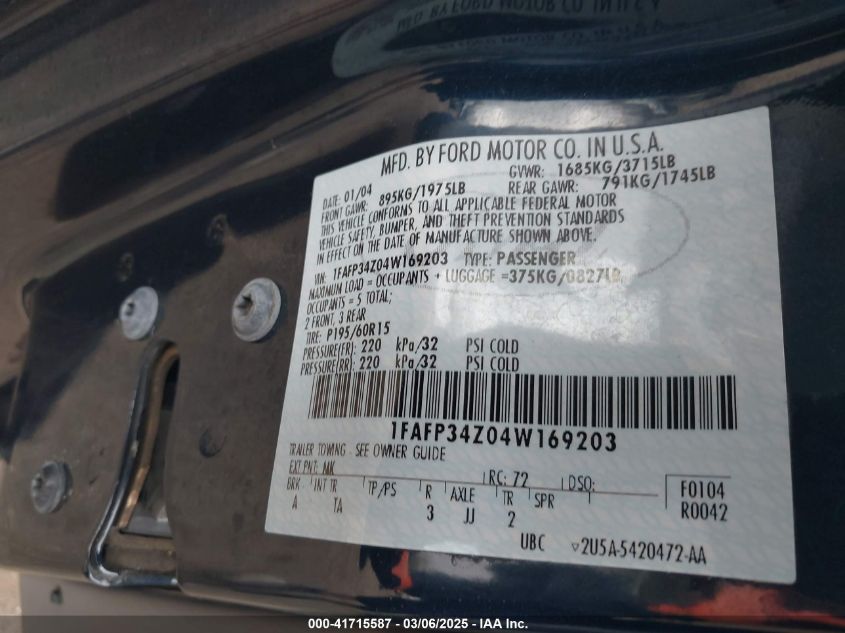 MFD. BY FORD MOTOR CO. IN U.S.A.
DATE: 01/04 GVWR: 1685KG/3715LB
FRONT GAWR: 895KG/1975LB REAR GAWR: 791KG/1745LB
THIS VEHICLE CONFORMS TO ALL APPLICABLE FEDERAL MOTOR
VEHICLE SAFETY, BUMPER, AND THEFT PREVENTION STANDARDS
IN EFFECT ON THE DATE OF MANUFACTURE SHOWN ABOVE.
VIN: 1FAFP34Z04W169203 TYPE: PASSENGER
MAXIMUM LOAD = OCCUPANTS + LUGGAGE =375KG/0827LB
OCCUPANTS = 5 TOTAL;
2 FRONT, 3 REAR
TIRE: P195/60R15
PRESSURE(FR): 220 kPa/32 PSI COLD
PRESSURE(RR): 220 kPa/32 PSI COLD
1FAFP34Z04W169203
TRAILER TOWING - SEE OWNER GUIDE
EXT PNT: MK RC: 72 DSO: F0104
BRK INT TR TP/PS R AXLE TR SPR R0042
A TA 3 JJ 2
UBC ▽2U5A-5420472-AA
000-41715587 — 03/06/2025 — IAAI, Inc.